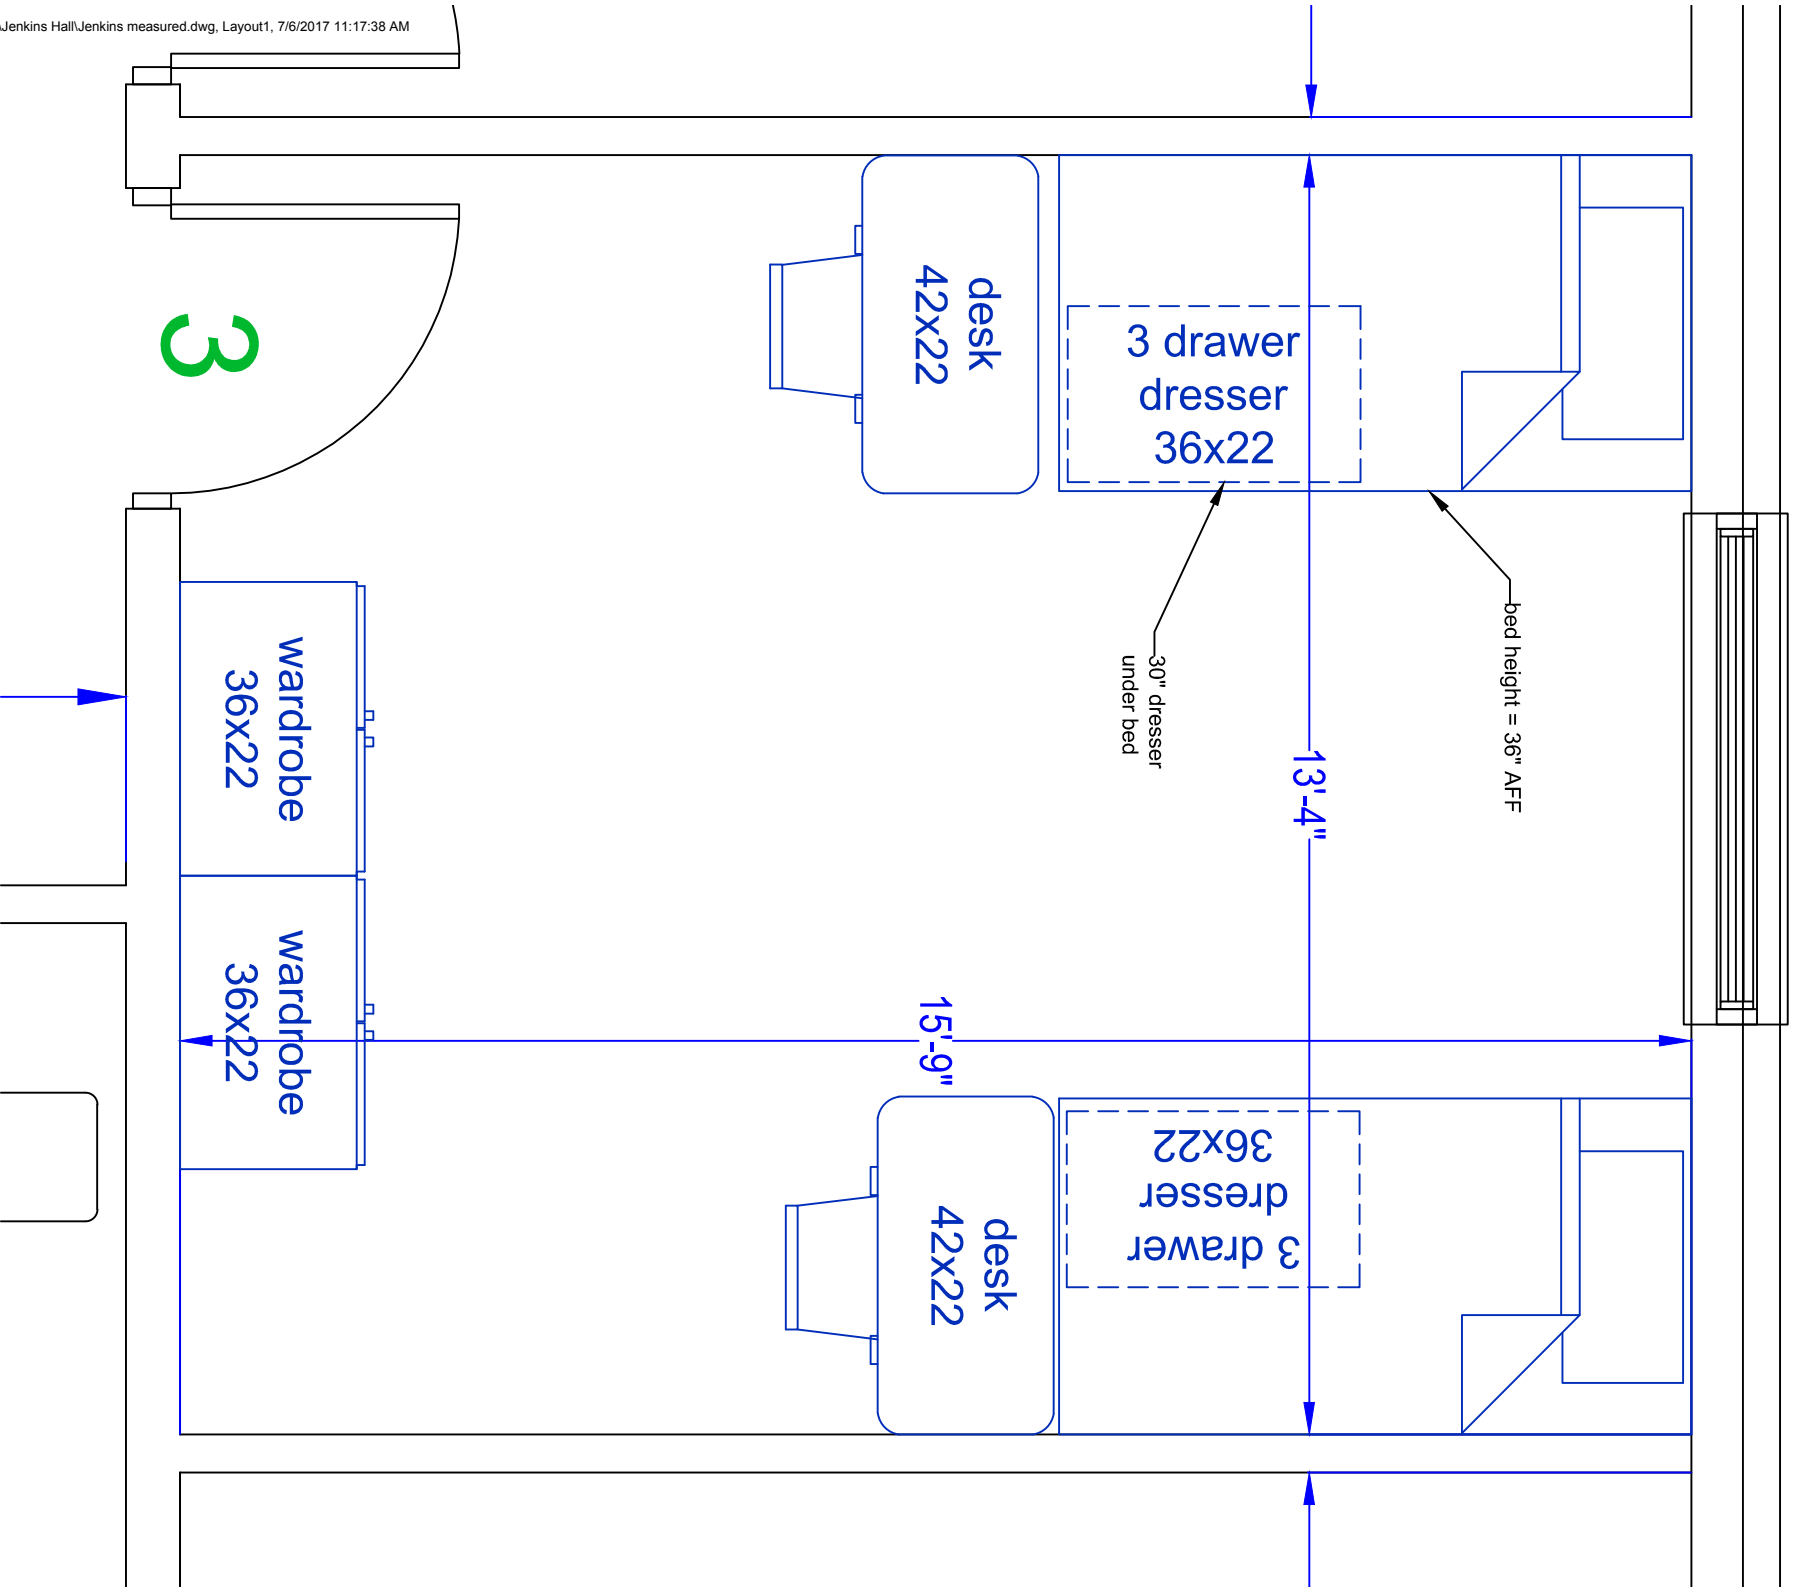 \Jenkins Hall\Jenkins measured.dwg, Layout1, 7/6/2017 11:17:38 AM
3
desk
42x22
3 drawer
dresser
36x22
bed height = 36" AFF
30" dresser
under bed
wardrobe
36x22
13'-4"
wardrobe
36x22
15'-9"
desk
42x22
3 drawer
dresser
36x22